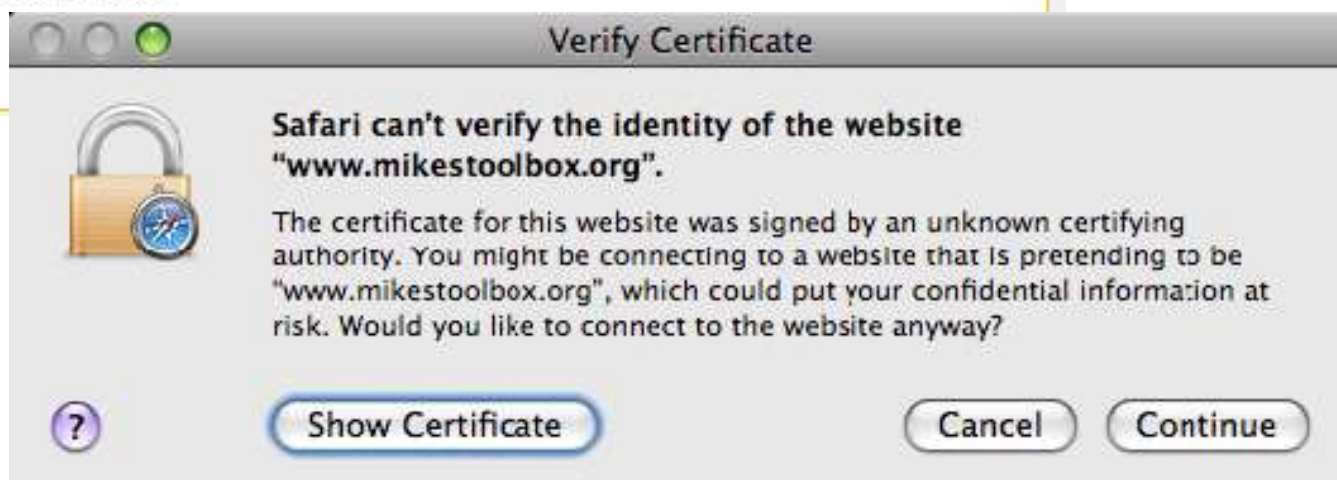 Verify Certificate
Safari can't verify the identity of the website
"www.mikestoolbox.org".
The certificate for this website was signed by an unknown certifying
authority. You might be connecting to a website that is pretending to be
"www.mikestoolbox.org", which could put your confidential information at
risk. Would you like to connect to the website anyway?
?
Show Certificate
Cancel
Continue